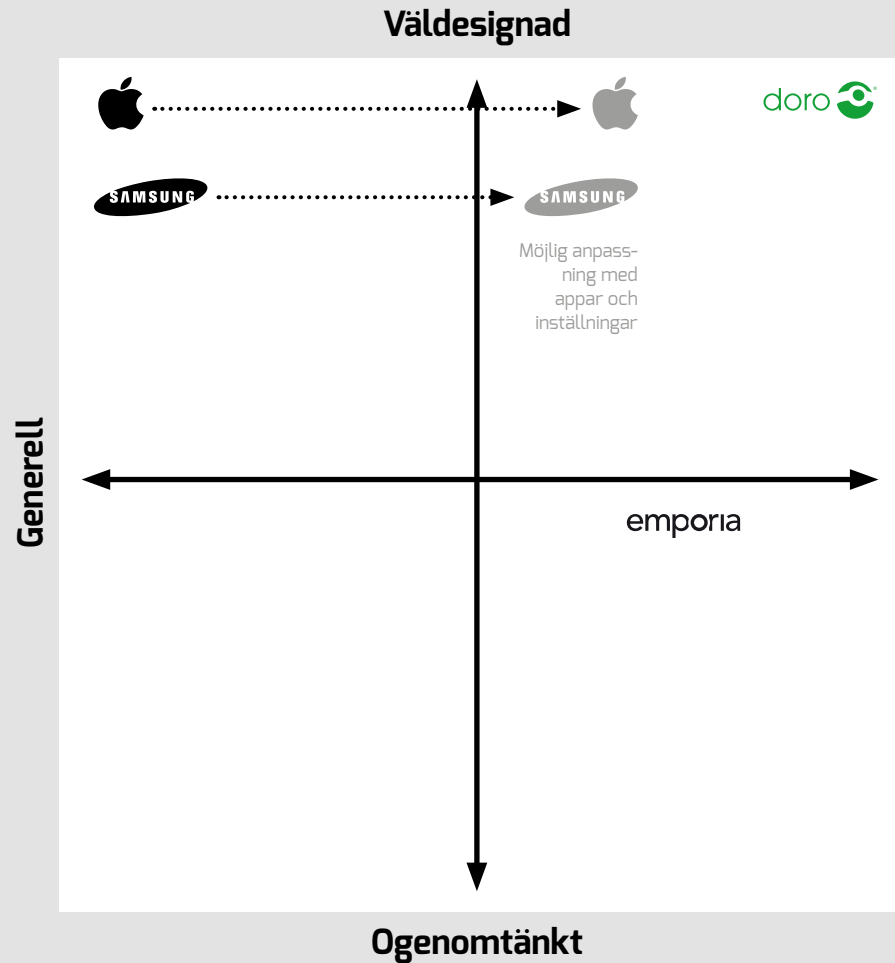 Väldesignad
doro
SAMSUNG
SAMSUNG
Möjlig anpass-
ning med
appar och
inställningar
Generell
emporia
Ogenomtänkt